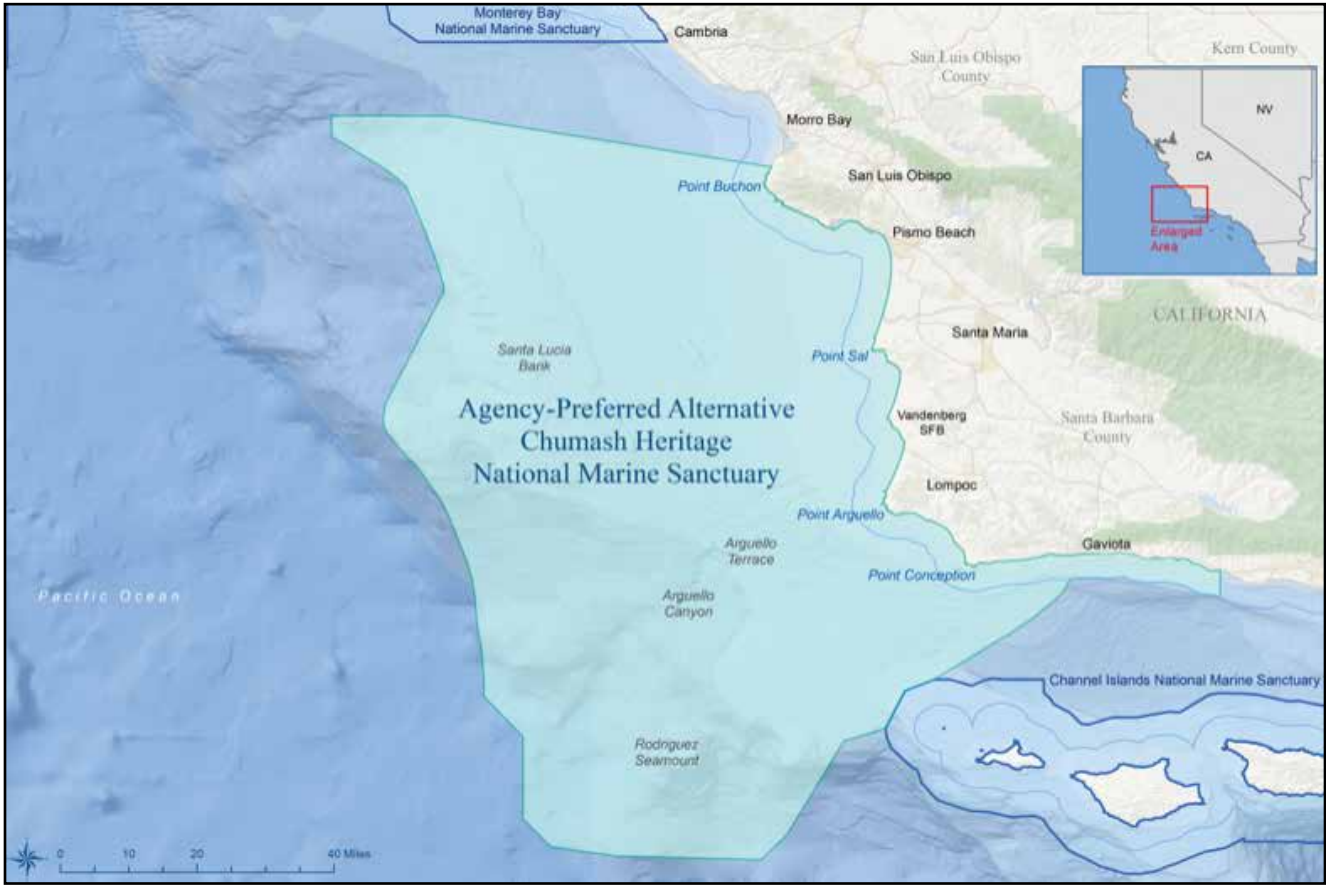 Monterey Bay
National Marine Sanctuary
Cambria
San Luis Obispo
County
Kern County
NV
CA
Enlarged
Area
Morro Bay
San Luis Obispo
Point Buchon
Pismo Beach
CALIFORNIA
Santa Maria
Santa Lucia
Bank
Point Sal
Agency-Preferred Alternative
Chumash Heritage
National Marine Sanctuary
Vandenberg
SFB
Santa Barbara
County
Lompoc
Point Arguello
Arguello
Terrace
Gaviota
Point Conception
Pacific Ocean
Arguello
Canyon
Channel Islands National Marine Sanctuary
Rodriguez
Seamount
0 10 20 40 Miles